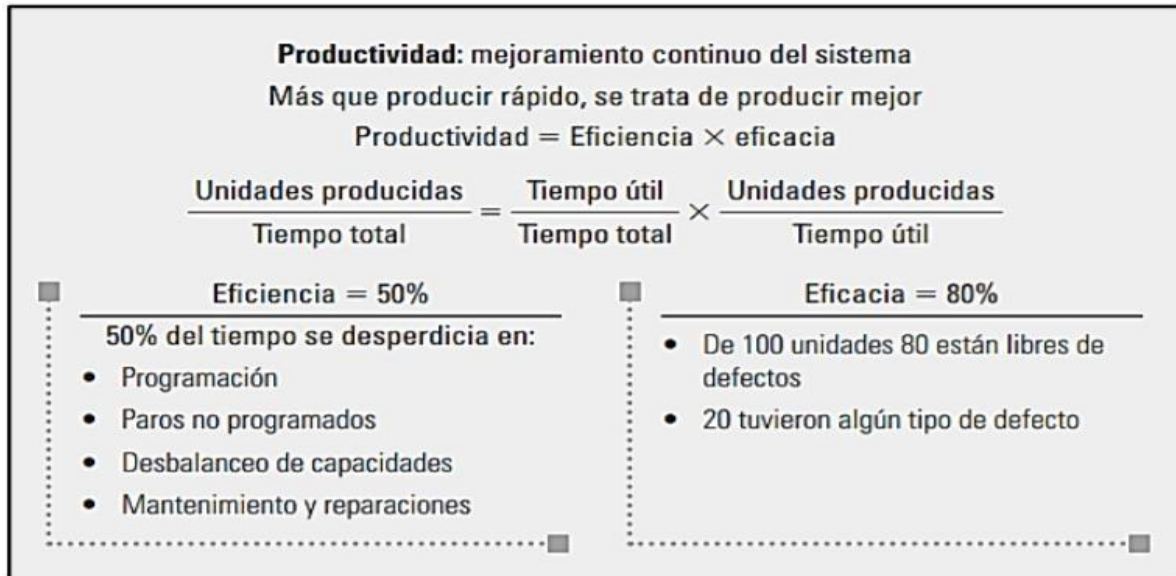 Productividad: mejoramiento continuo del sistema
Más que producir rápido, se trata de producir mejor
Productividad = Eficiencia × eficacia
Unidades producidas / Tiempo total = Tiempo útil / Tiempo total × Unidades producidas / Tiempo útil
Eficiencia = 50%
50% del tiempo se desperdicia en:
• Programación
• Paros no programados
• Desbalanceo de capacidades
• Mantenimiento y reparaciones
Eficacia = 80%
• De 100 unidades 80 están libres de
defectos
• 20 tuvieron algún tipo de defecto